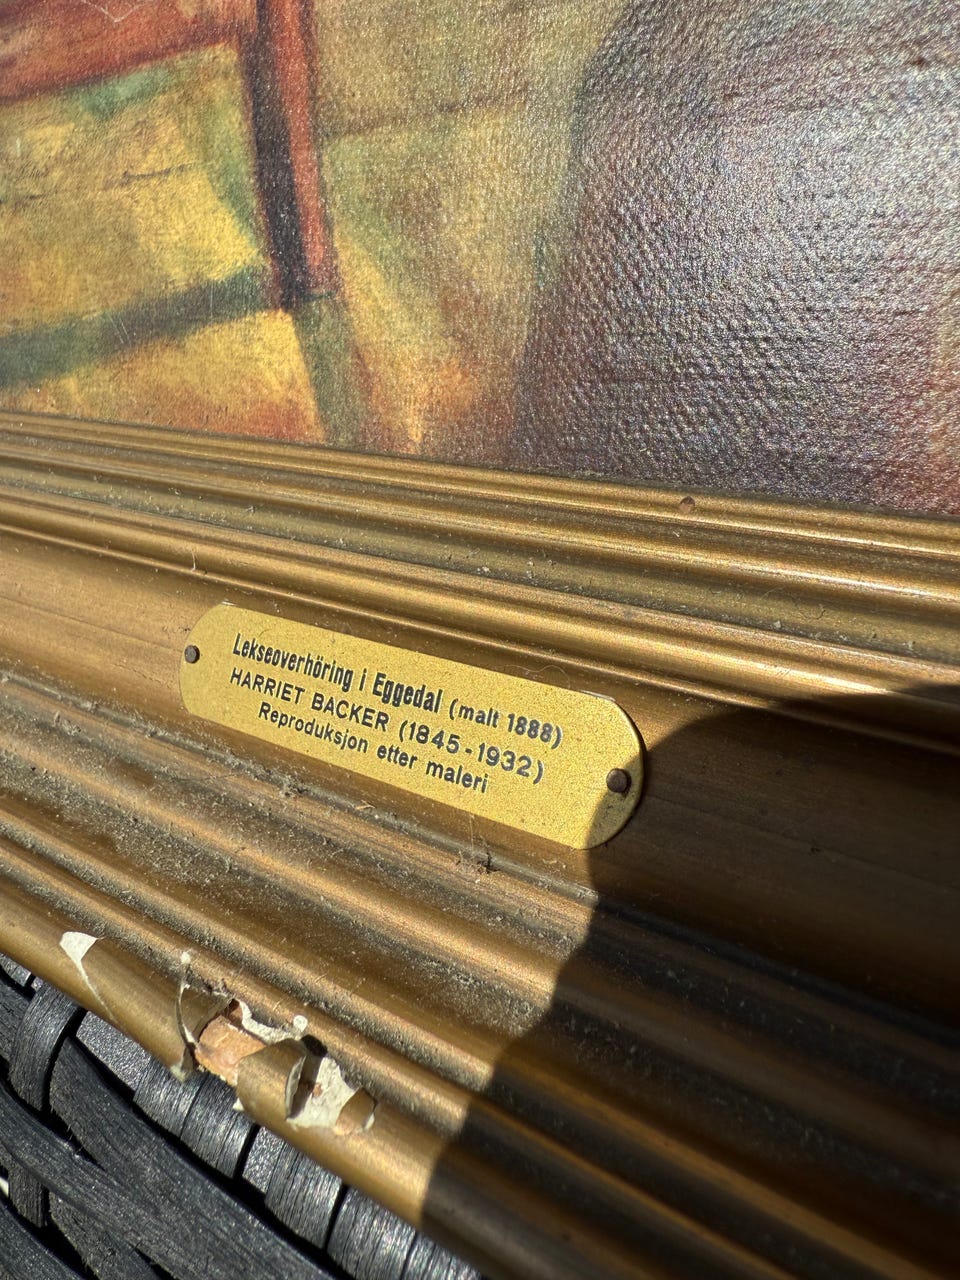 Lekseoverhöring i Eggedal (malt 1888)
HARRIET BACKER (1845-1932)
Reproduksjon etter maleri